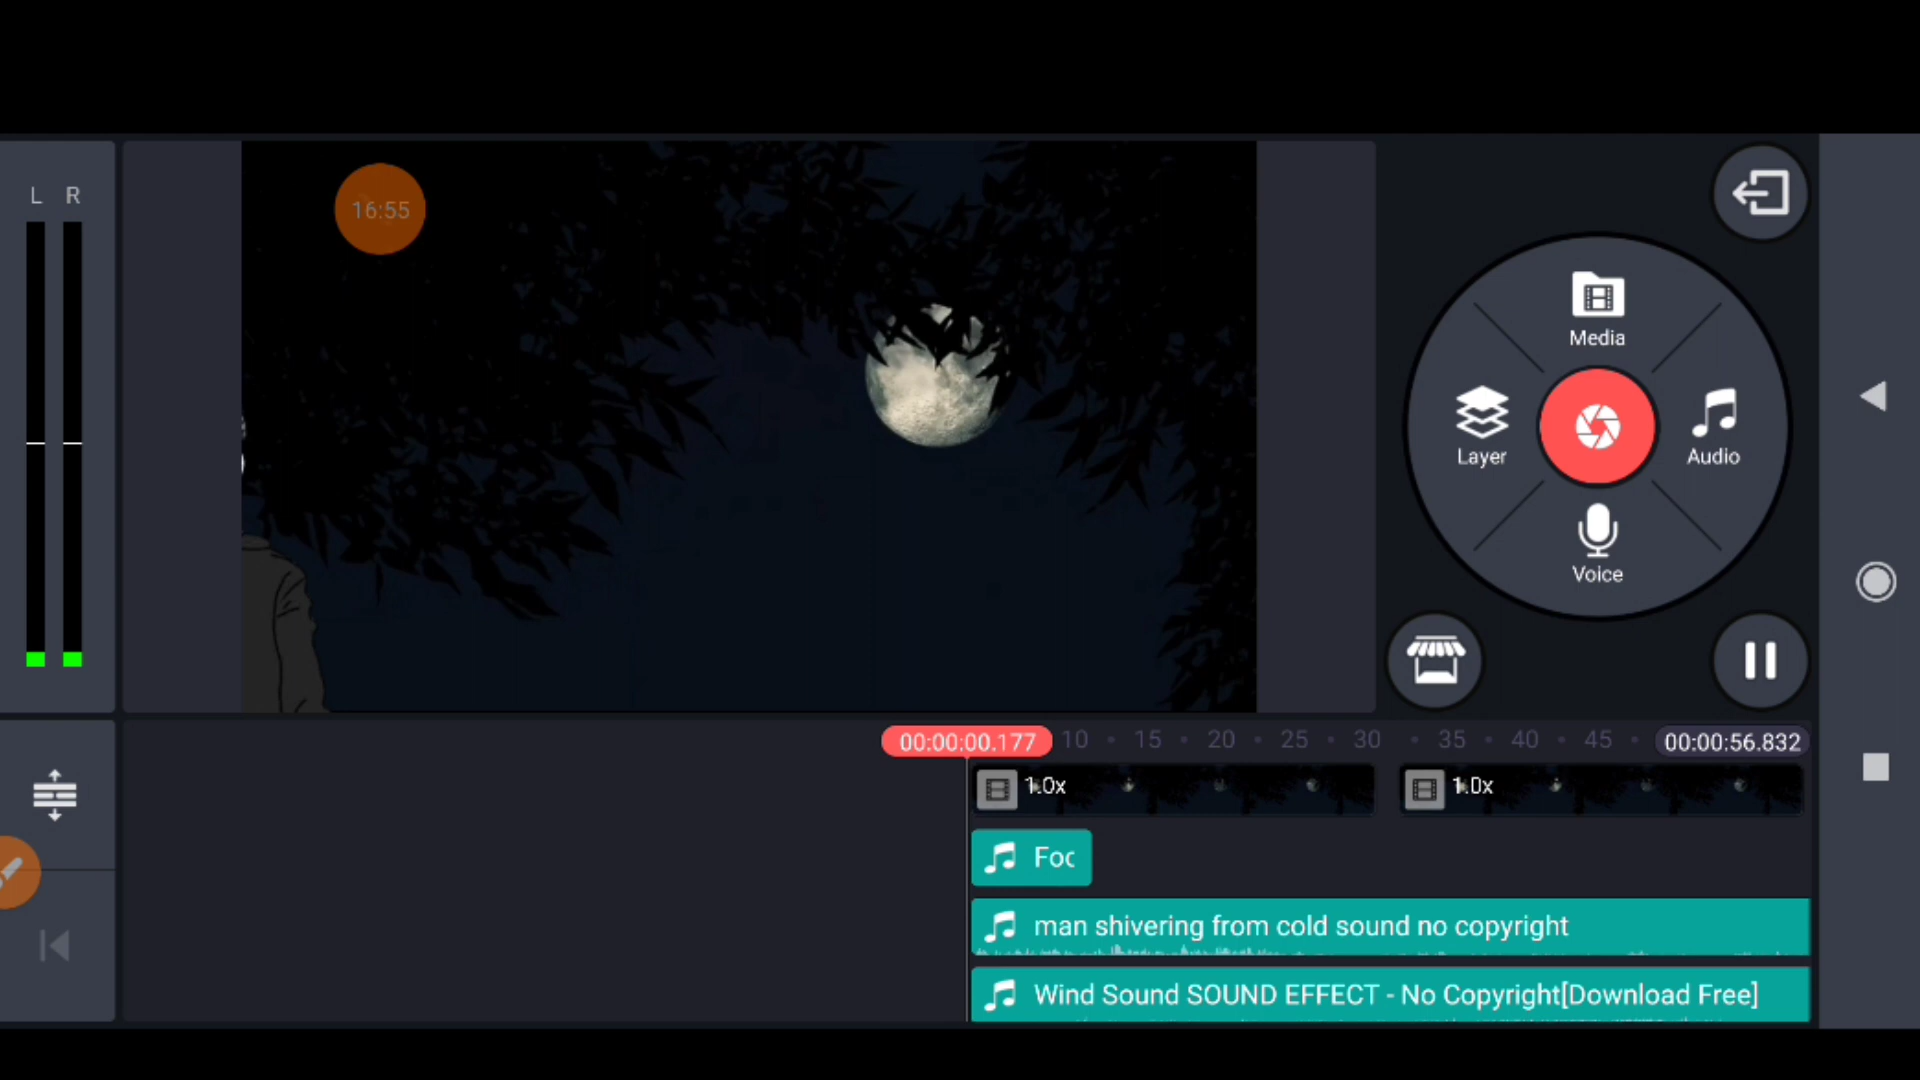 L R
16:55
Media
Layer
Audio
Voice
00:00:00.177 10 15 20 25 30 35 40 45 00:00:56.832
1.0x 1.0x
Foc
man shivering from cold sound no copyright
Wind Sound SOUND EFFECT - No Copyright[Download Free]